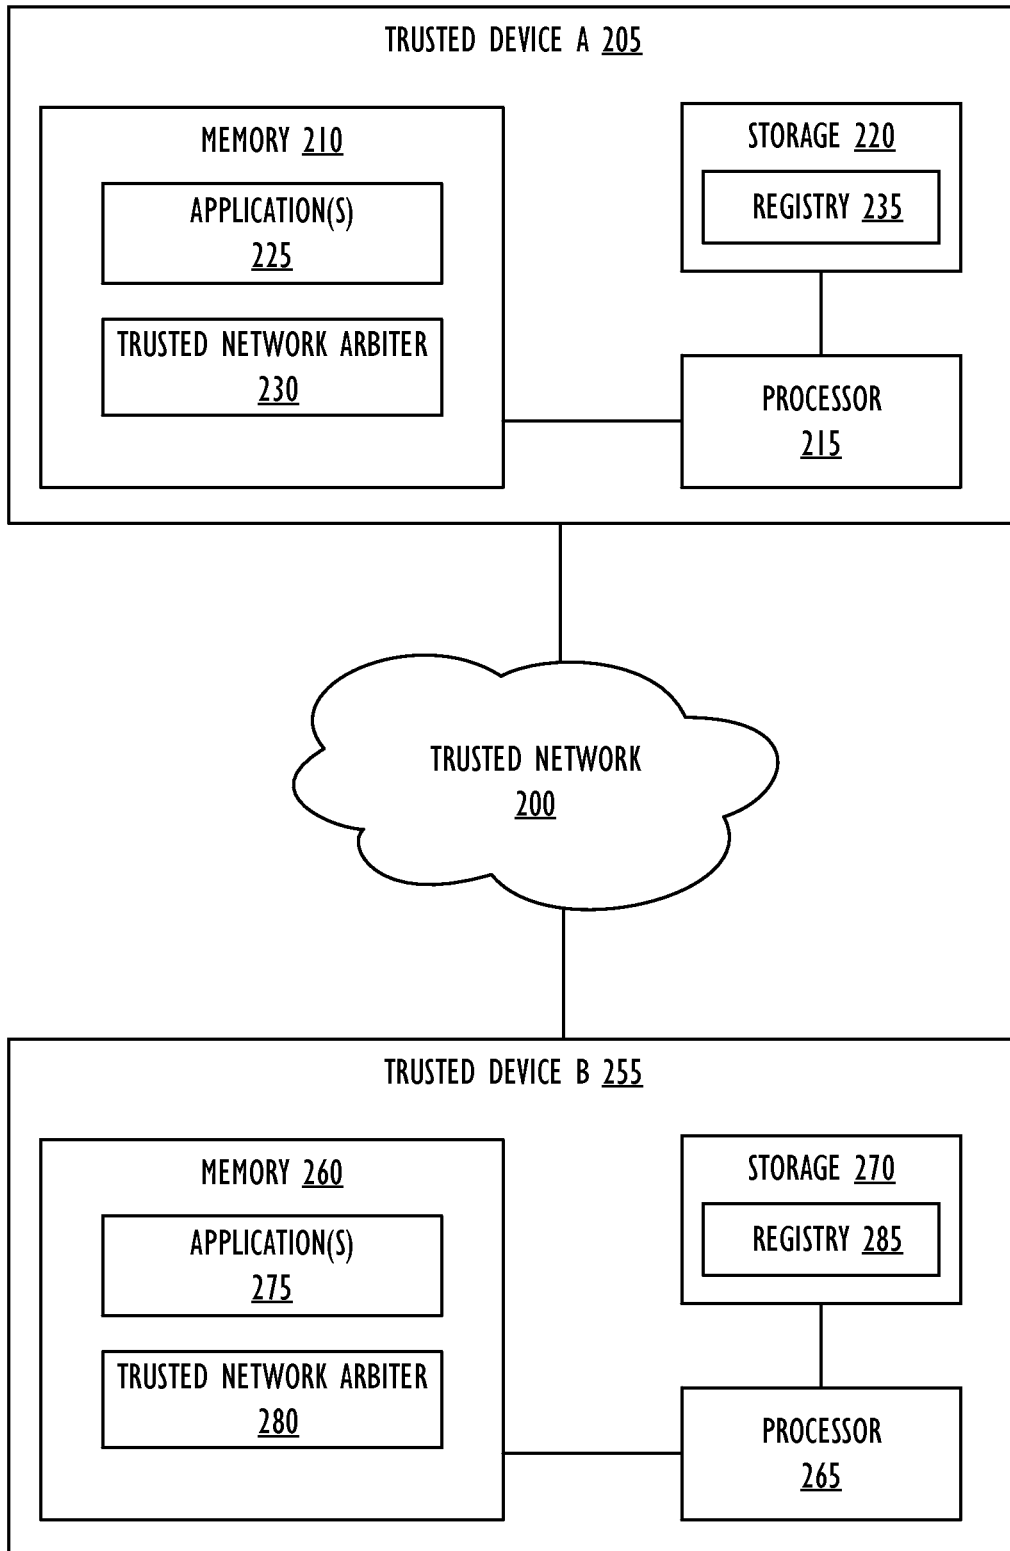 TRUSTED DEVICE A 205
MEMORY 210
APPLICATION(S)
225
TRUSTED NETWORK ARBITER
230
STORAGE 220
REGISTRY 235
PROCESSOR
215
TRUSTED NETWORK
200
TRUSTED DEVICE B 255
MEMORY 260
APPLICATION(S)
275
TRUSTED NETWORK ARBITER
280
STORAGE 270
REGISTRY 285
PROCESSOR
265